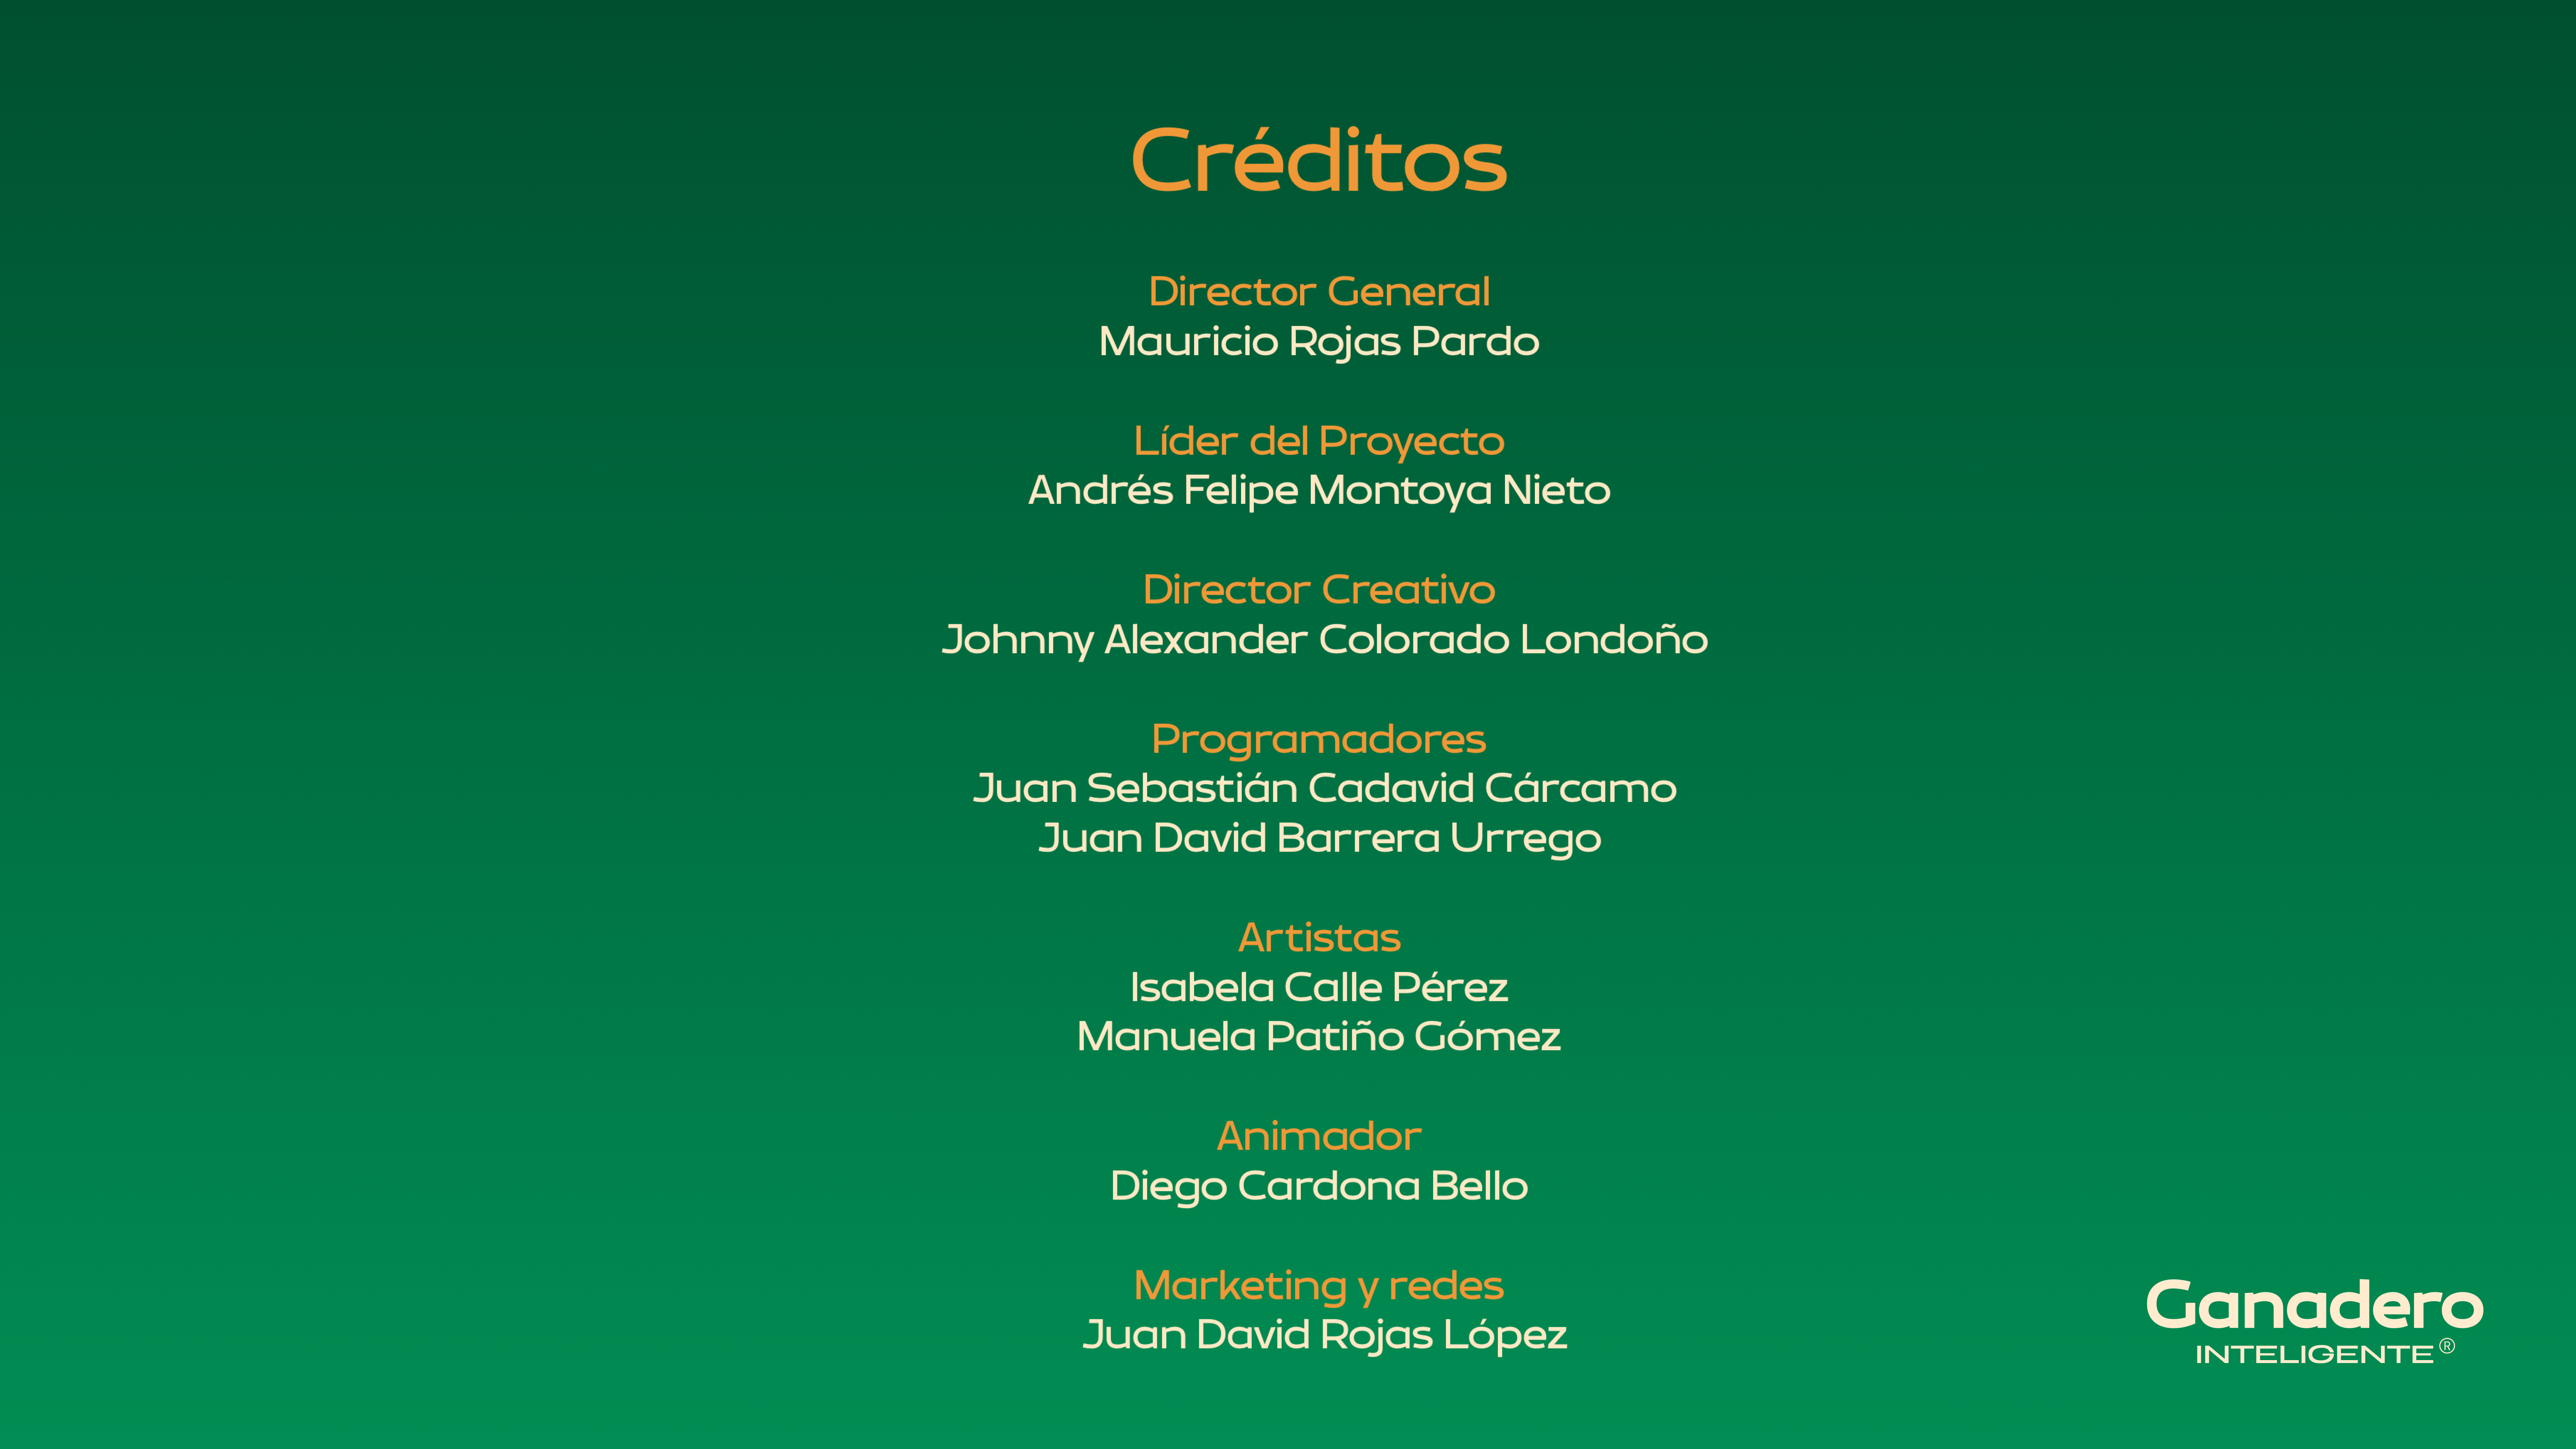 Créditos
Director General
Mauricio Rojas Pardo
Líder del Proyecto
Andrés Felipe Montoya Nieto
Director Creativo
Johnny Alexander Colorado Londoño
Programadores
Juan Sebastián Cadavid Cárcamo
Juan David Barrera Urrego
Artistas
Isabela Calle Pérez
Manuela Patiño Gómez
Animador
Diego Cardona Bello
Marketing y redes
Juan David Rojas López
Ganadero
INTELIGENTE®